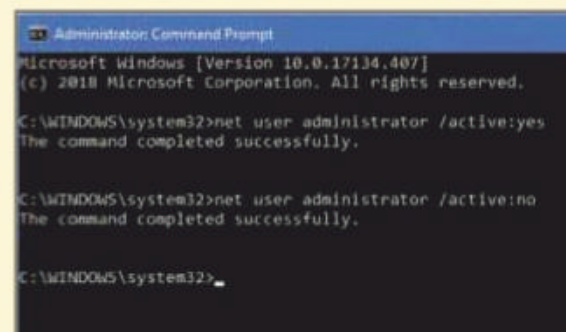 Administrator: Command Prompt
Microsoft Windows [Version 10.0.17134.407]
(c) 2018 Microsoft Corporation. All rights reserved.
C:\WINDOWS\system32>net user administrator /active:yes
The command completed successfully.
C:\WINDOWS\system32>net user administrator /active:no
The command completed successfully.
C:\WINDOWS\system32>